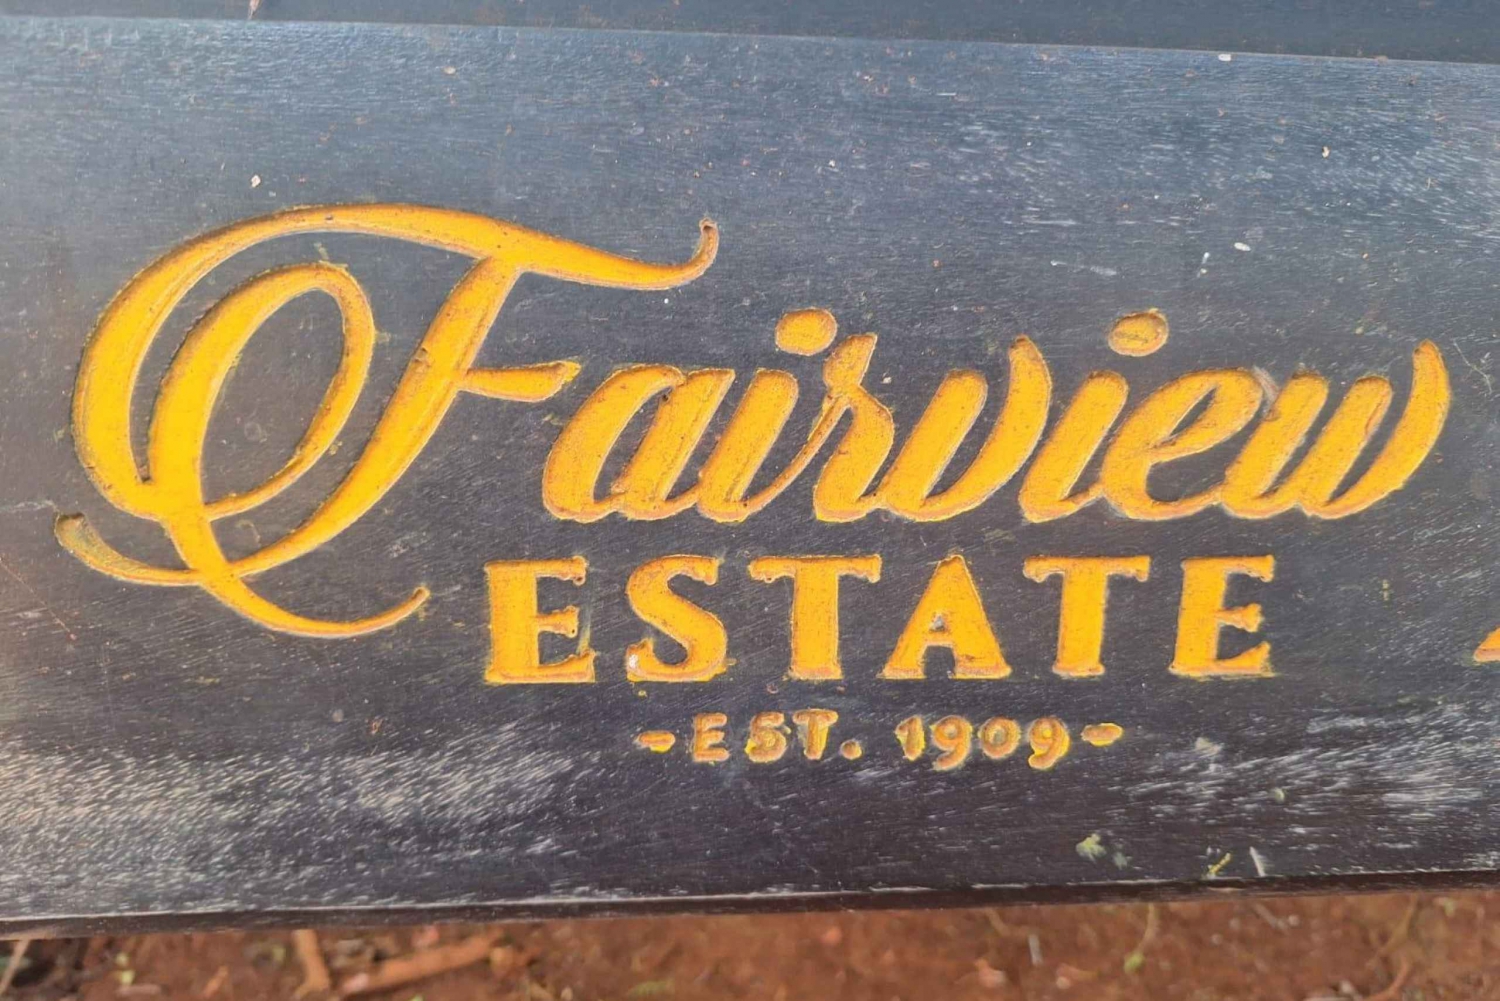 Fairview
ESTATE
-EST. 1909-